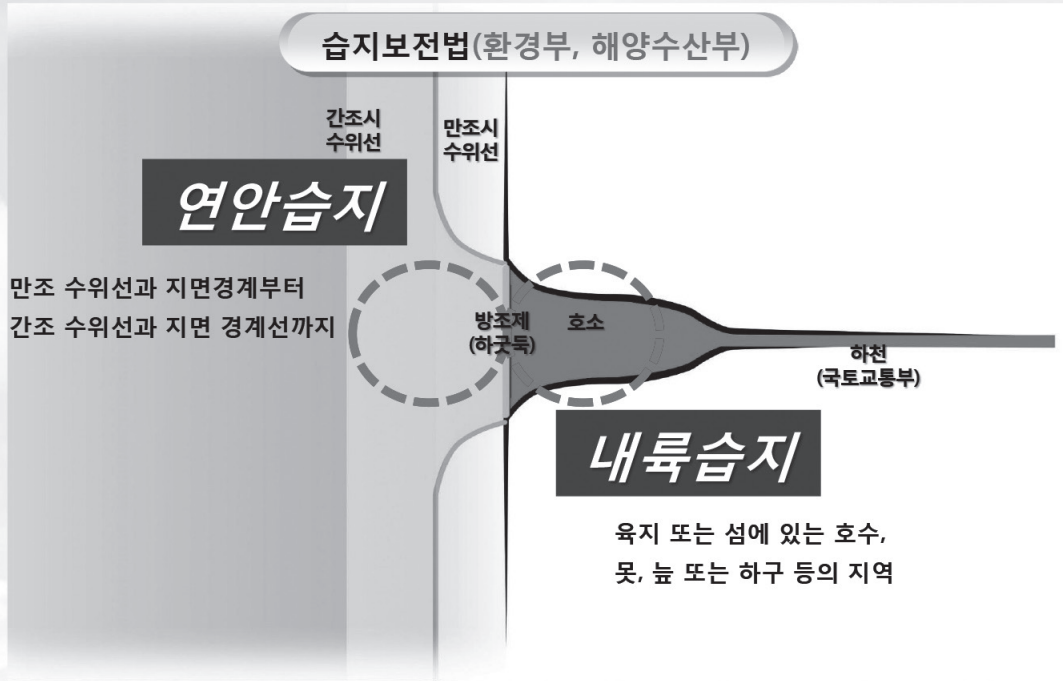 습지보전법(환경부, 해양수산부)
간조시
수위선
만조시
수위선
연안습지
만조 수위선과 지면경계부터
간조 수위선과 지면 경계선까지
방조제
(하굿둑)
호소
하천
(국토교통부)
내륙습지
육지 또는 섬에 있는 호수,
못, 늪 또는 하구 등의 지역